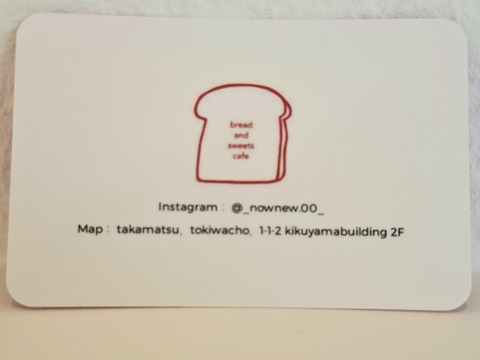 bread
and
sweets
cafe
Instagram： @_nownew.00_
Map： takamatsu， tokiwacho， 1-1-2 kikuyamabuilding 2F